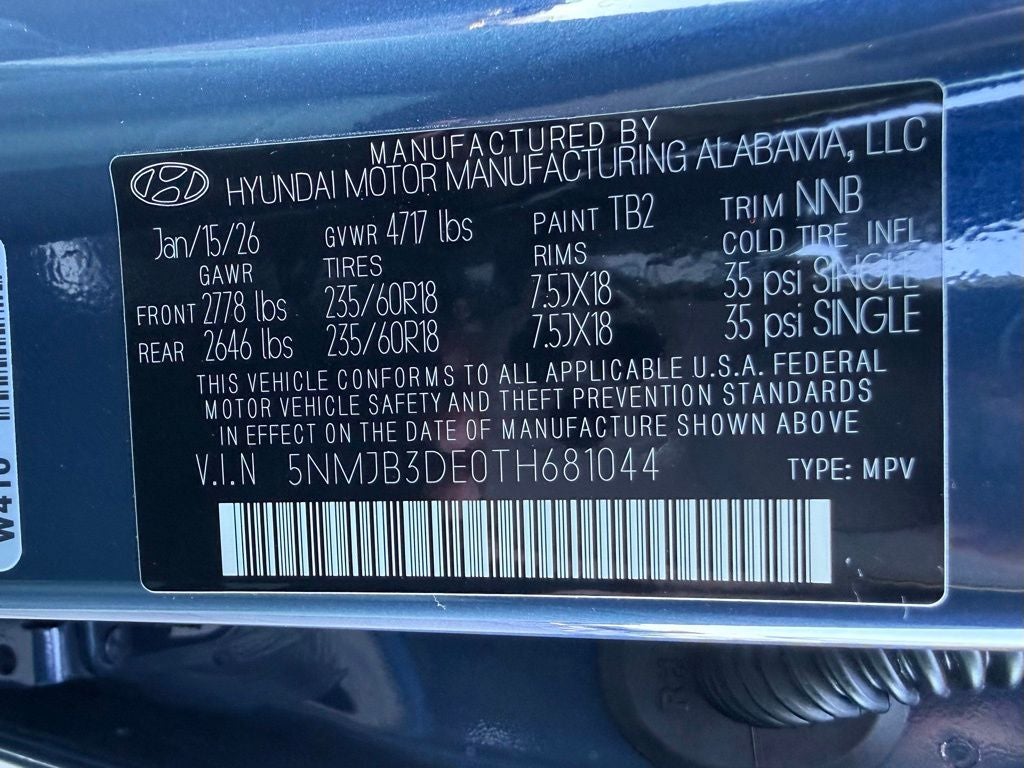 MANUFACTURED BY
HYUNDAI MOTOR MANUFACTURING ALABAMA, LLC
Jan/15/26 GVWR 4717 lbs PAINT TB2 TRIM NNB
GAWR TIRES RIMS COLD TIRE INFL
FRONT 2778 lbs 235/60R18 7.5JX18 35 psi SINGLE
REAR 2646 lbs 235/60R18 7.5JX18 35 psi SINGLE
THIS VEHICLE CONFORMS TO ALL APPLICABLE U.S.A. FEDERAL
MOTOR VEHICLE SAFETY AND THEFT PREVENTION STANDARDS
IN EFFECT ON THE DATE OF MANUFACTURE SHOWN ABOVE
V.I.N 5NMJB3DE0TH681044 TYPE: MPV